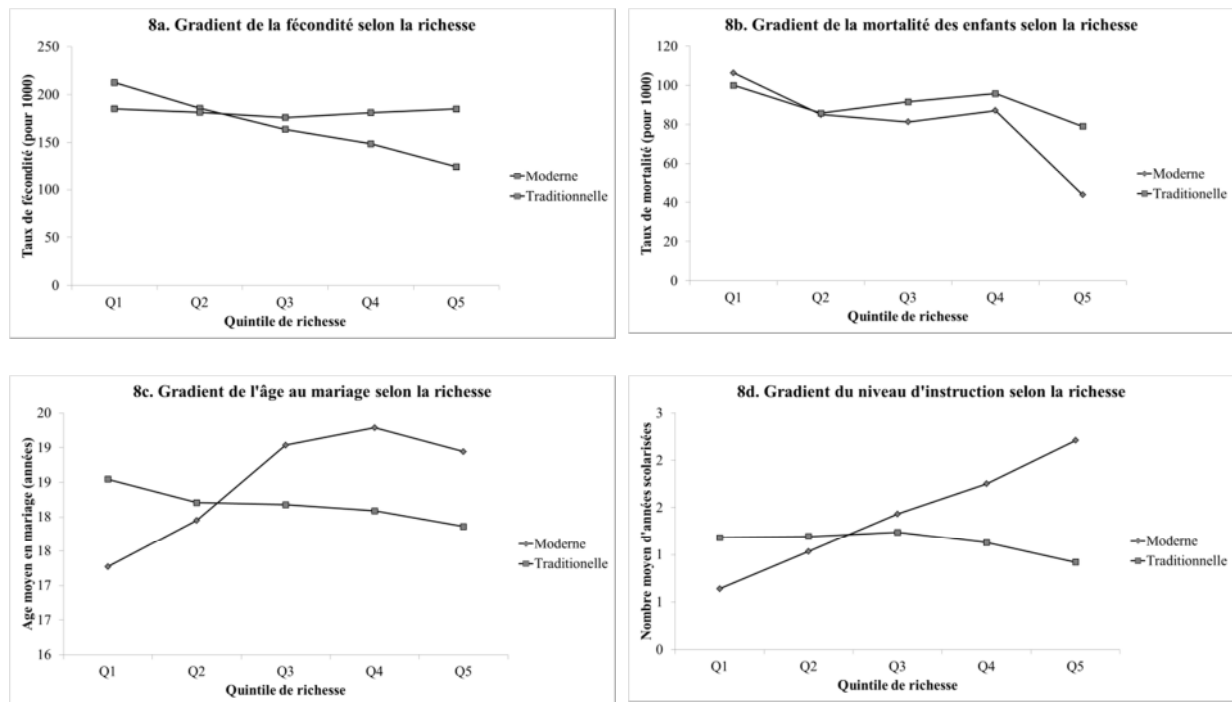 8a. Gradient de la fécondité selon la richesse
Taux de fécondité (pour 1000)
250
200
150
100
50
0
Q1 Q2 Q3 Q4 Q5
Quintile de richesse
Moderne
Traditionnelle
8b. Gradient de la mortalité des enfants selon la richesse
Taux de mortalité (pour 1000)
120
100
80
60
40
20
0
Q1 Q2 Q3 Q4 Q5
Quintile de richesse
Moderne
Traditionnelle
8c. Gradient de l'âge au mariage selon la richesse
Age moyen en mariage (années)
20
19
19
18
18
17
17
16
Q1 Q2 Q3 Q4 Q5
Quintile de richesse
Moderne
Traditionelle
8d. Gradient du niveau d'instruction selon la richesse
Nombre moyen d'années scolarisées
3
2
2
1
1
0
Q1 Q2 Q3 Q4 Q5
Quintile de richesse
Moderne
Traditionnelle